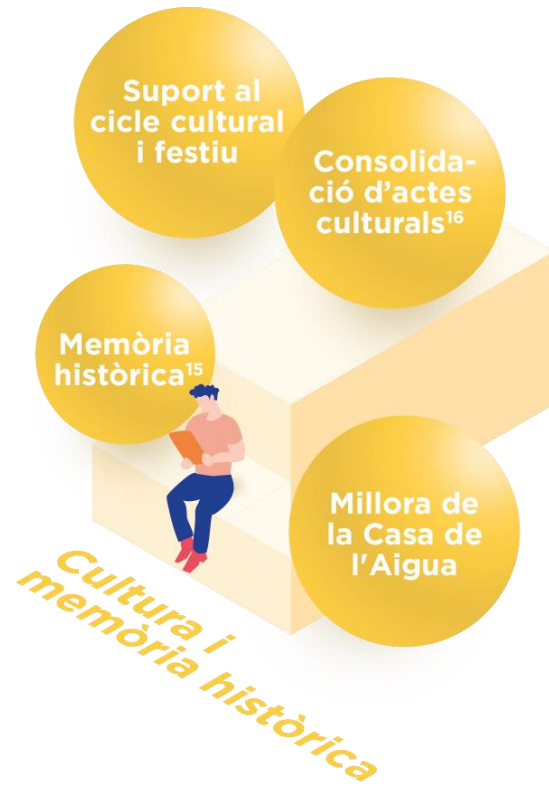 Suport al
cicle cultural
i festiu
Consolida-
ció d’actes
culturals¹⁶
Memòria
històrica¹⁵
Millora de
la Casa de
l'Aigua
Cultura i
memòria històrica